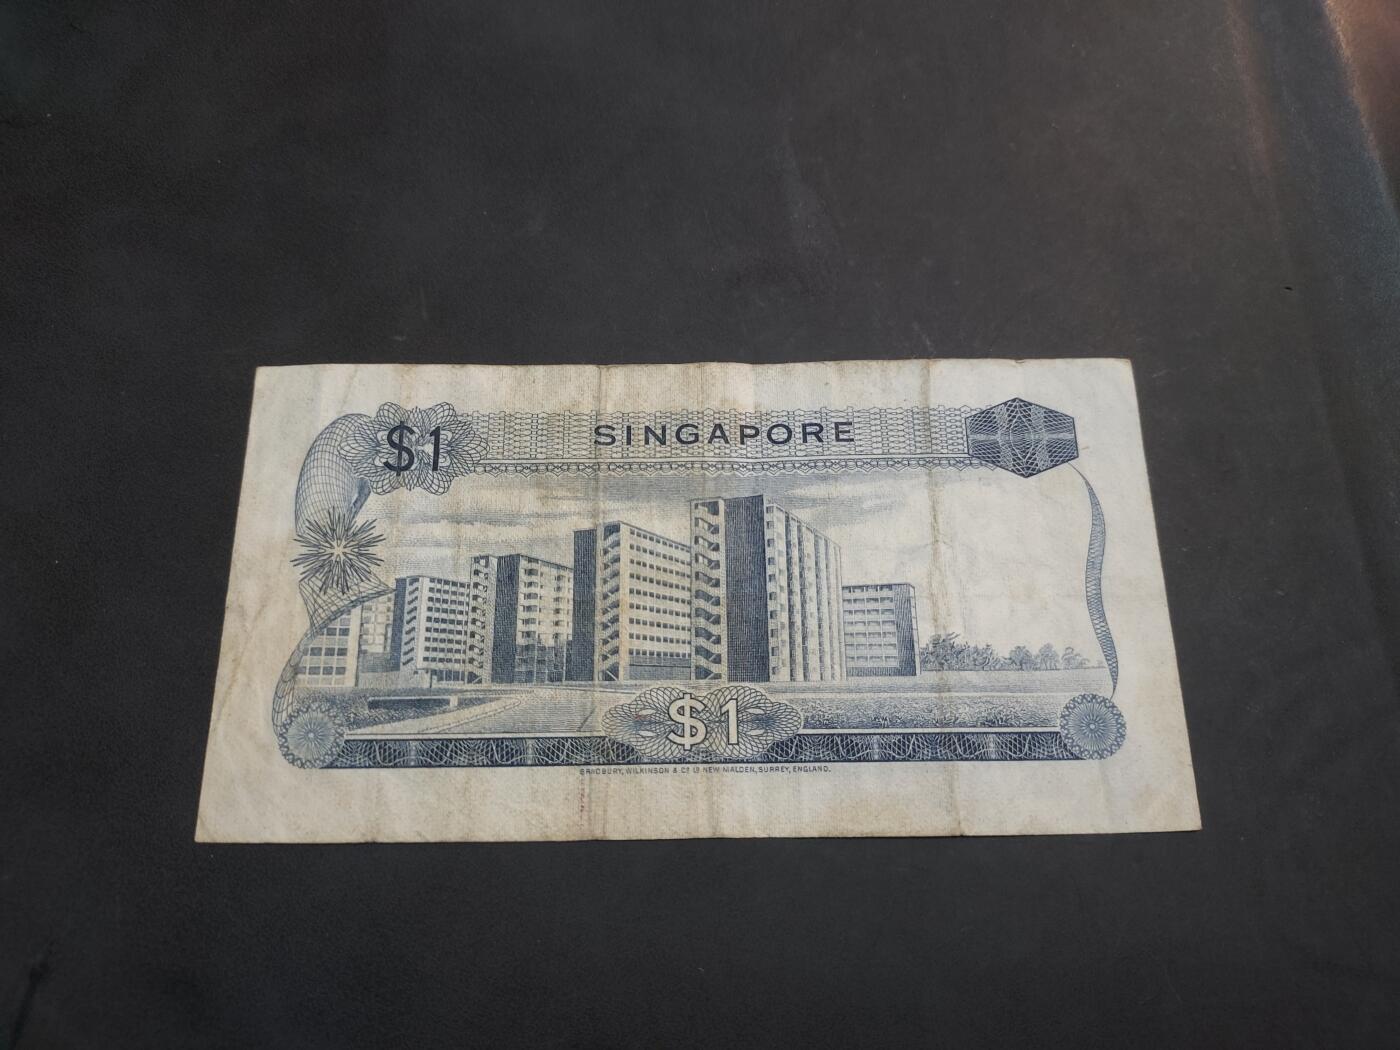 $1
SINGAPORE
$1
BRADBURY, WILKINSON & Cº Lᴰ NEW MALDEN, SURREY, ENGLAND.